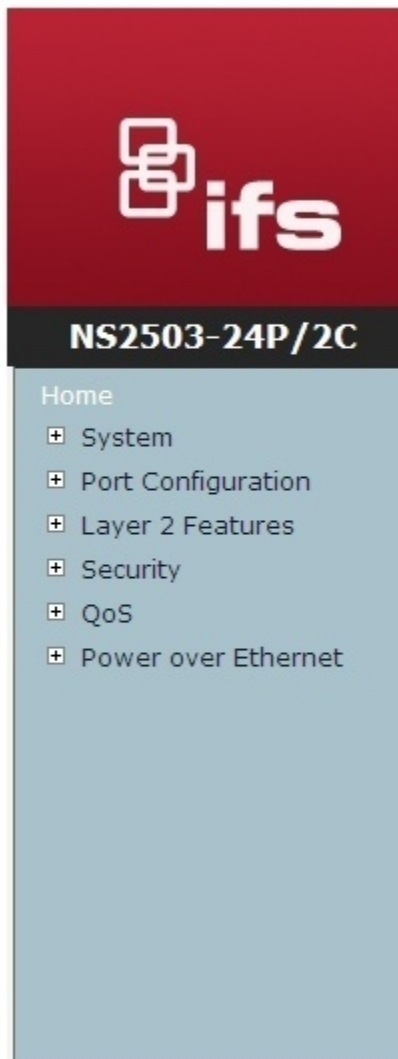 ifs
NS2503-24P/2C
Home
System
Port Configuration
Layer 2 Features
Security
QoS
Power over Ethernet